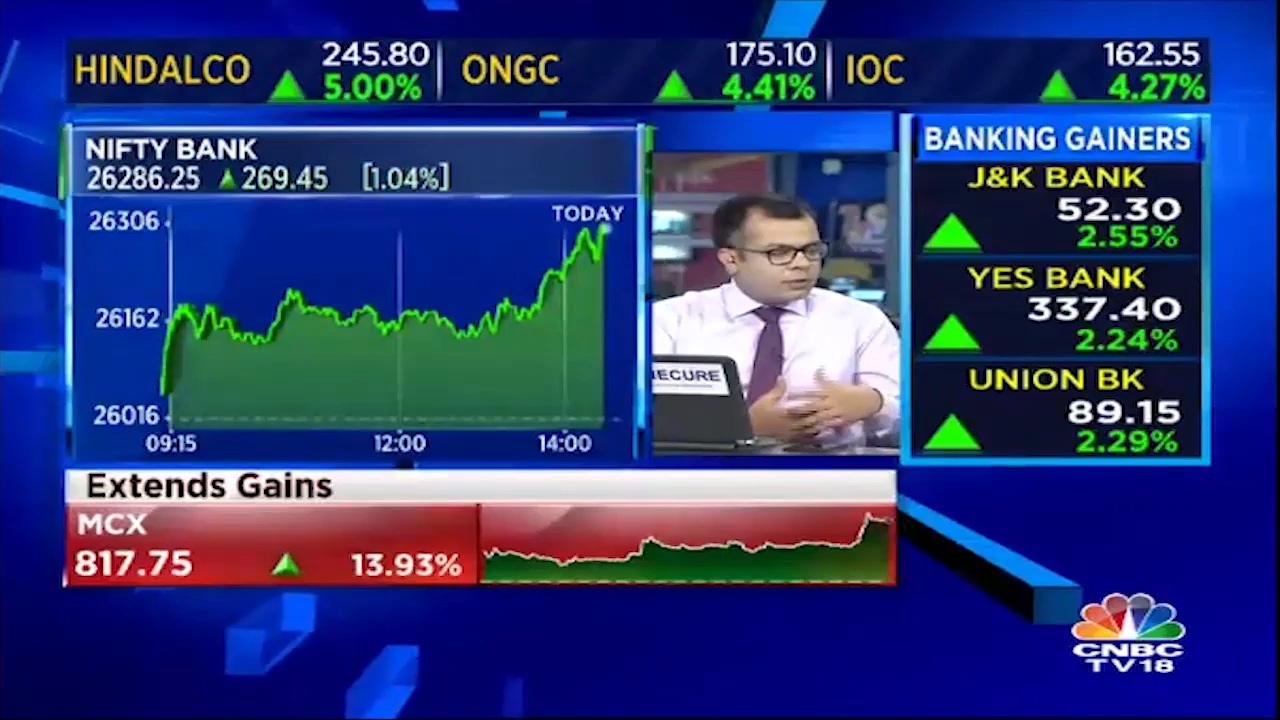 HINDALCO 245.80 5.00%
ONGC 175.10 4.41%
IOC 162.55 4.27%
NIFTY BANK
26286.25 269.45 [1.04%]
TODAY
26306
26162
26016
09:15 12:00 14:00
BANKING GAINERS
J&K BANK
52.30
2.55%
YES BANK
337.40
2.24%
UNION BK
89.15
2.29%
Extends Gains
MCX
817.75 13.93%
CNBC
TV18